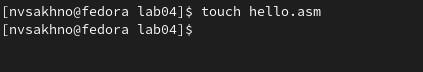 [nvsakhno@fedora lab04]$ touch hello.asm
[nvsakhno@fedora lab04]$